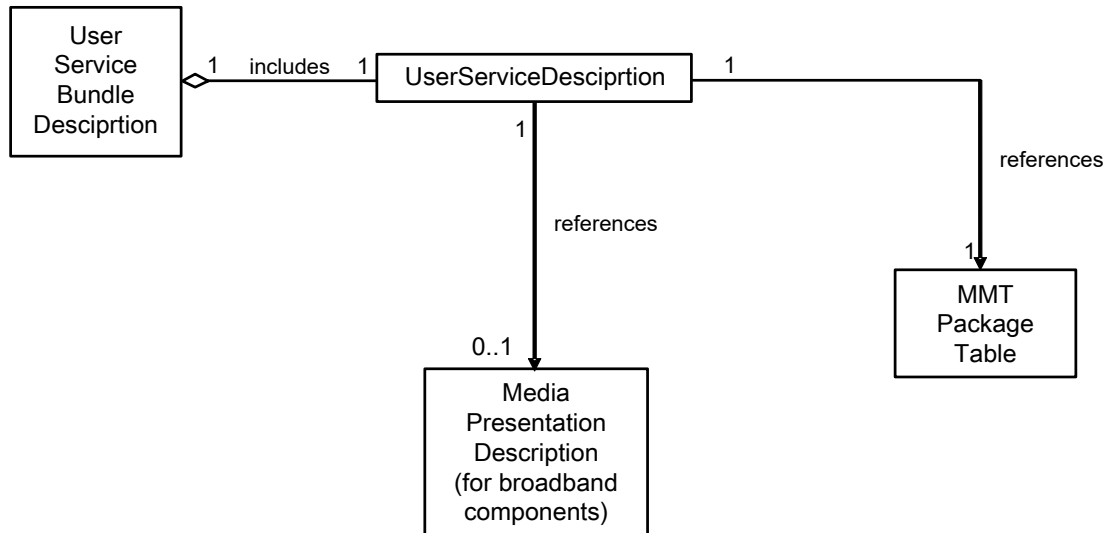 User
Service
Bundle
Desciprtion
1 includes 1
UserServiceDesciprtion
1
1
references
references
1
MMT
Package
Table
0..1
Media
Presentation
Description
(for broadband
components)